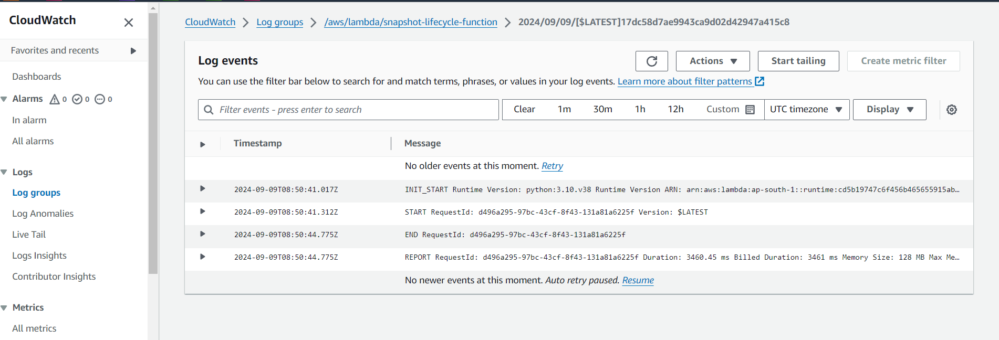 CloudWatch
Favorites and recents
Dashboards
Alarms 0 0 0
In alarm
All alarms
Logs
Log groups
Log Anomalies
Live Tail
Logs Insights
Contributor Insights
Metrics
All metrics
CloudWatch > Log groups > /aws/lambda/snapshot-lifecycle-function > 2024/09/09/[$LATEST]17dc58d7ae9943ca9d02d42947a415c8
Log events
Actions
Start tailing
Create metric filter
You can use the filter bar below to search for and match terms, phrases, or values in your log events. Learn more about filter patterns
Filter events - press enter to search
Clear 1m 30m 1h 12h Custom UTC timezone Display
Timestamp Message
No older events at this moment. Retry
2024-09-09T08:50:41.017Z INIT_START Runtime Version: python:3.10.v38 Runtime Version ARN: arn:aws:lambda:ap-south-1::runtime:cd5b19747c6f456b465655915ab…
2024-09-09T08:50:41.312Z START RequestId: d496a295-97bc-43cf-8f43-131a81a6225f Version: $LATEST
2024-09-09T08:50:44.775Z END RequestId: d496a295-97bc-43cf-8f43-131a81a6225f
2024-09-09T08:50:44.775Z REPORT RequestId: d496a295-97bc-43cf-8f43-131a81a6225f Duration: 3460.45 ms Billed Duration: 3461 ms Memory Size: 128 MB Max Me…
No newer events at this moment. Auto retry paused. Resume